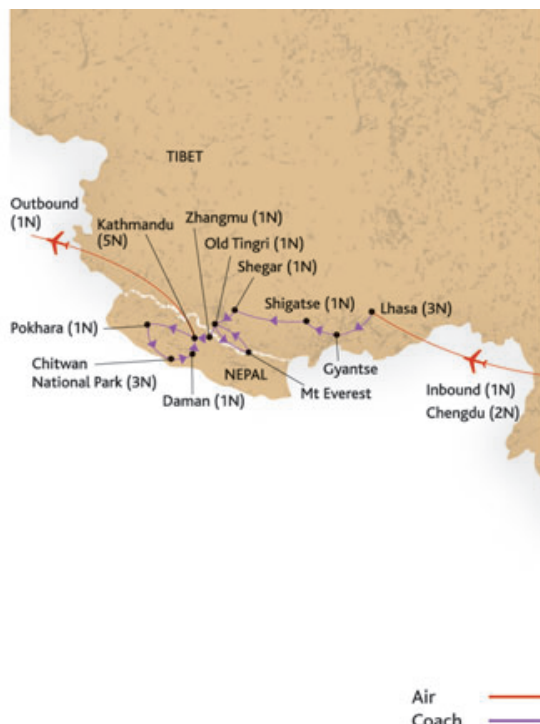 TIBET
Outbound
(1N)
Kathmandu
(5N)
Zhangmu (1N)
Old Tingri (1N)
Shegar (1N)
Shigatse (1N)
Lhasa (3N)
Pokhara (1N)
Chitwan
National Park (3N)
Daman (1N)
NEPAL
Mt Everest
Gyantse
Inbound (1N)
Chengdu (2N)
Air
Coach